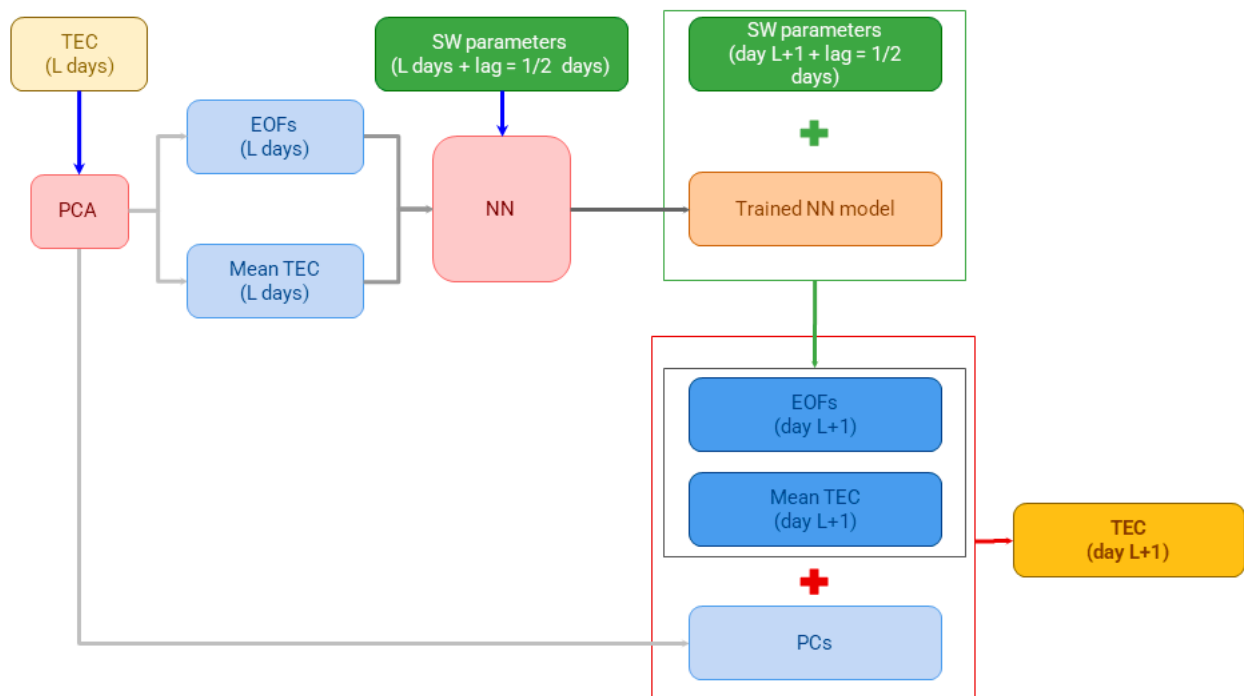 TEC
(L days)
SW parameters
(L days + lag = 1/2 days)
SW parameters
(day L+1 + lag = 1/2
days)
EOFs
(L days)
PCA
NN
Trained NN model
Mean TEC
(L days)
EOFs
(day L+1)
Mean TEC
(day L+1)
TEC
(day L+1)
PCs